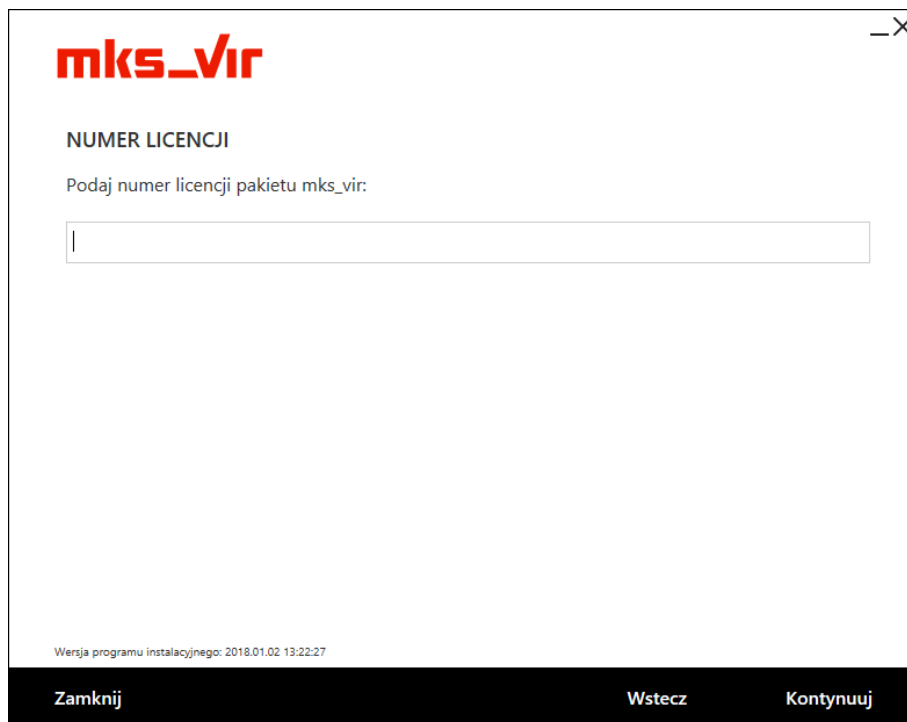 mks_vir
NUMER LICENCJI
Podaj numer licencji pakietu mks_vir:
Wersja programu instalacyjnego: 2018.01.02 13:22:27
Zamknij Wstecz Kontynuuj